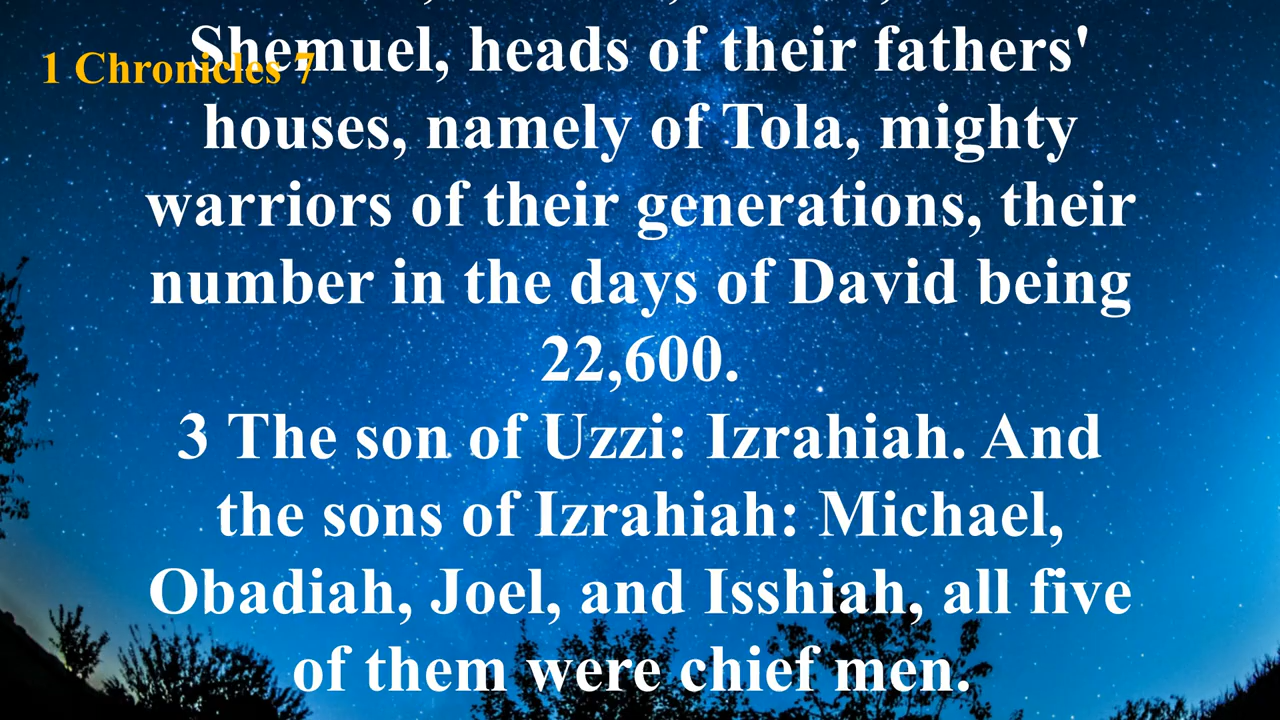 Shemuel, heads of their fathers'
1 Chronicles 7
houses, namely of Tola, mighty
warriors of their generations, their
number in the days of David being
22,600.
3 The son of Uzzi: Izrahiah. And
the sons of Izrahiah: Michael,
Obadiah, Joel, and Isshiah, all five
of them were chief men.